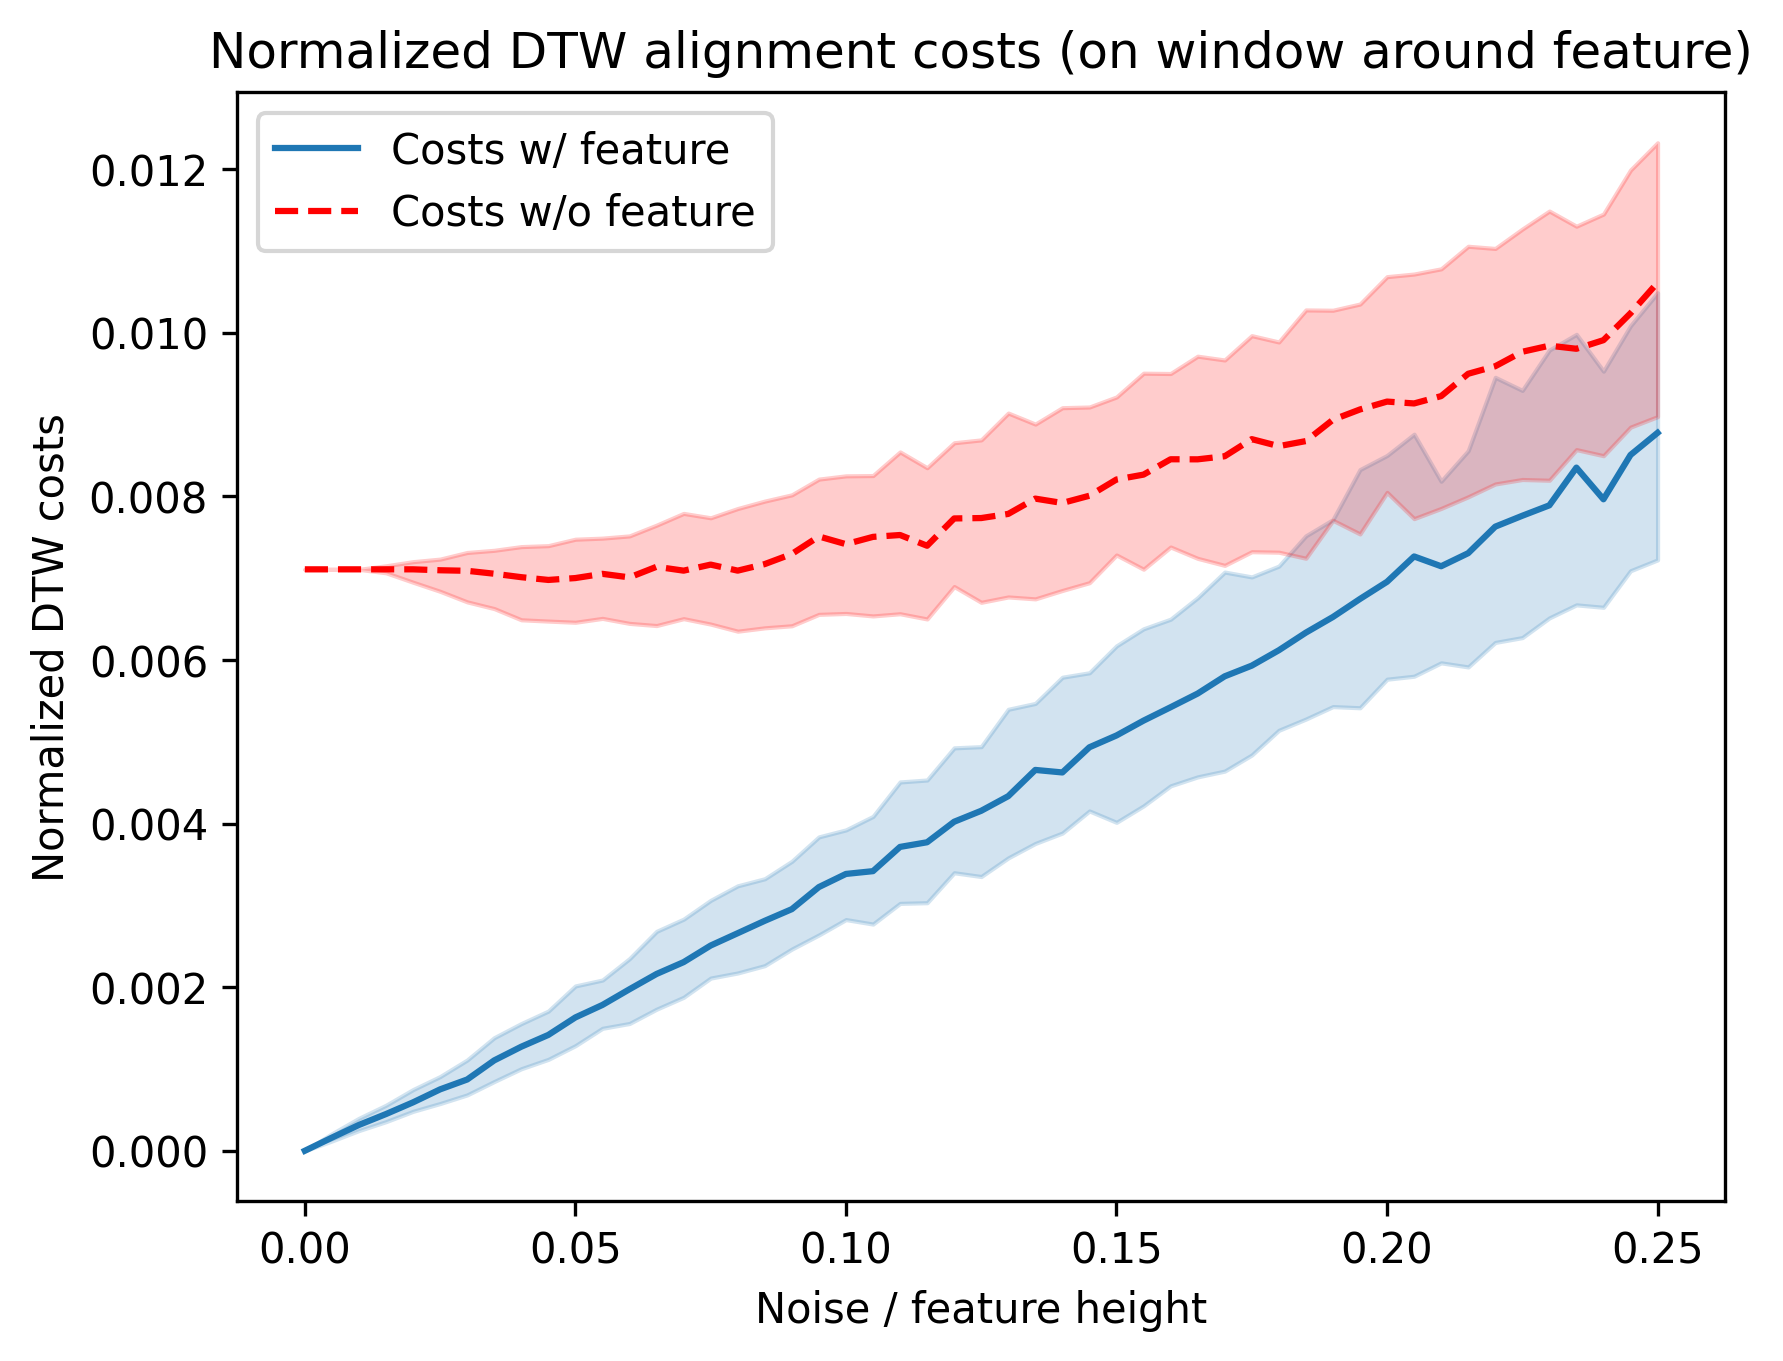 Normalized DTW alignment costs (on window around feature)
Costs w/ feature
Costs w/o feature
Normalized DTW costs
0.012
0.010
0.008
0.006
0.004
0.002
0.000
0.00 0.05 0.10 0.15 0.20 0.25
Noise / feature height